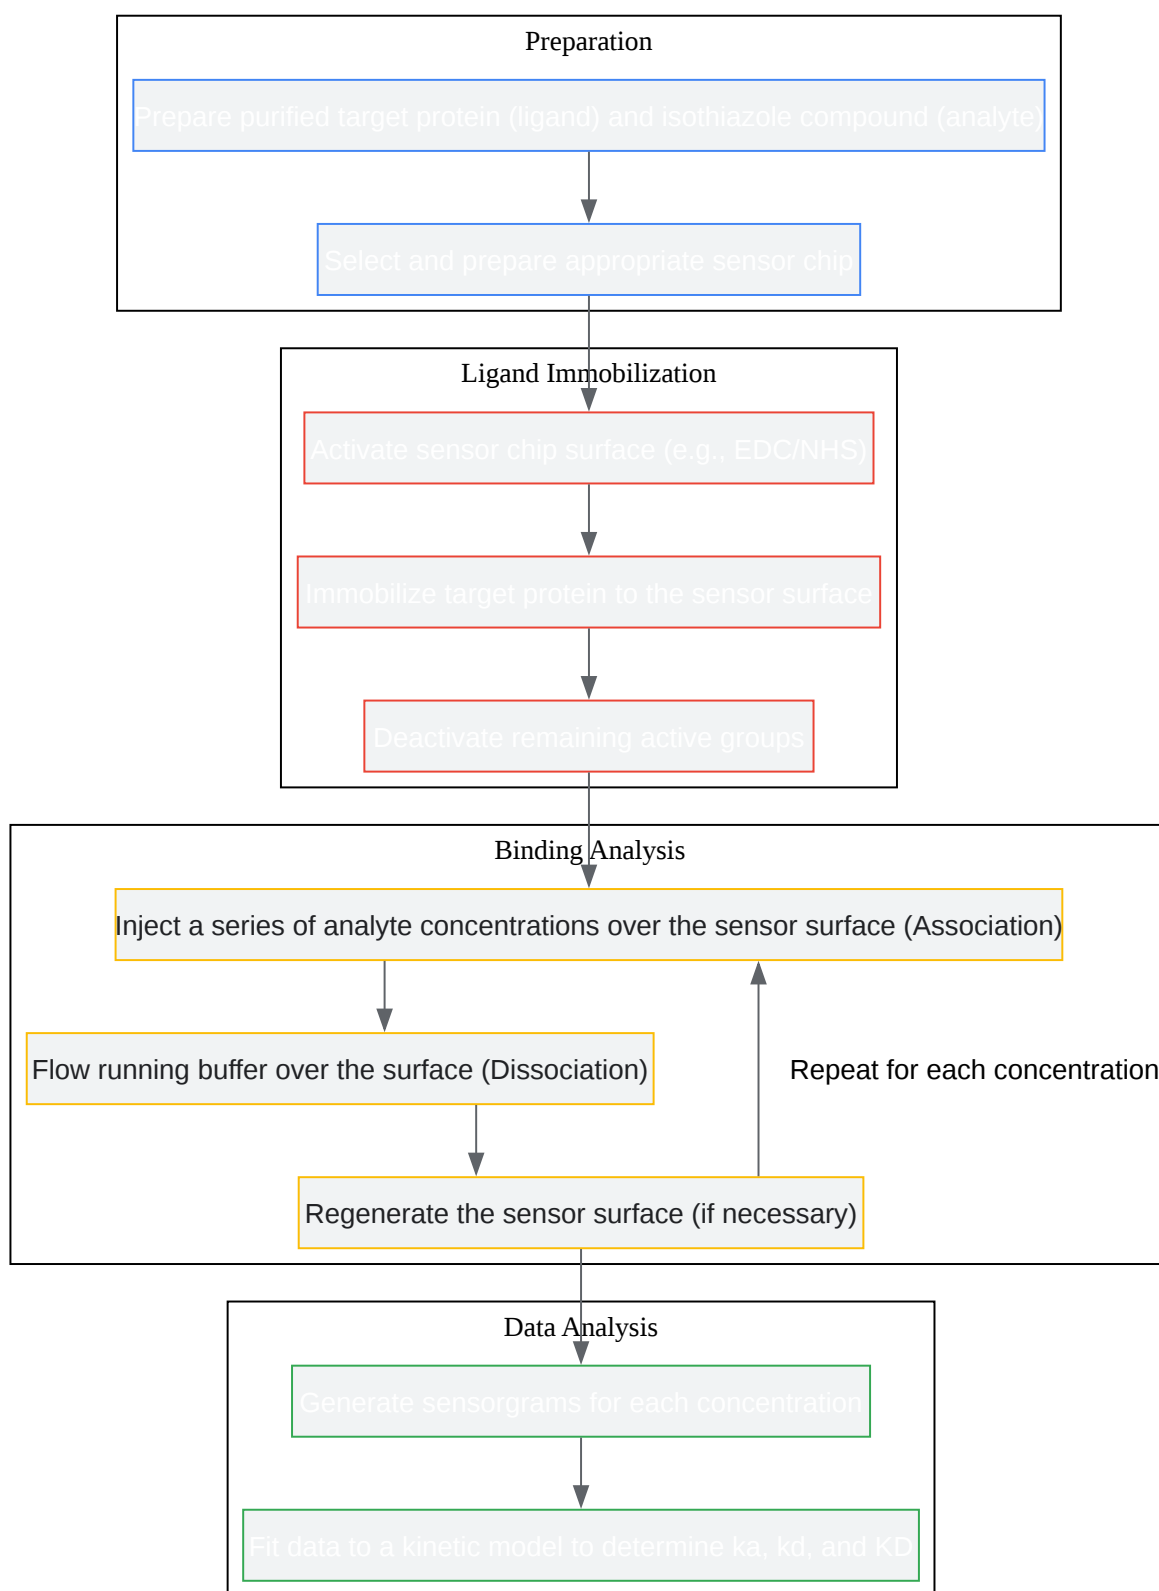 Preparation
Prepare purified target protein (ligand) and isothiazole compound (analyte)
Select and prepare appropriate sensor chip
Ligand Immobilization
Activate sensor chip surface (e.g., EDC/NHS)
Immobilize target protein to the sensor surface
Deactivate remaining active groups
Binding Analysis
Inject a series of analyte concentrations over the sensor surface (Association)
Flow running buffer over the surface (Dissociation)
Repeat for each concentration
Regenerate the sensor surface (if necessary)
Data Analysis
Generate sensorgrams for each concentration
Fit data to a kinetic model to determine ka, kd, and KD